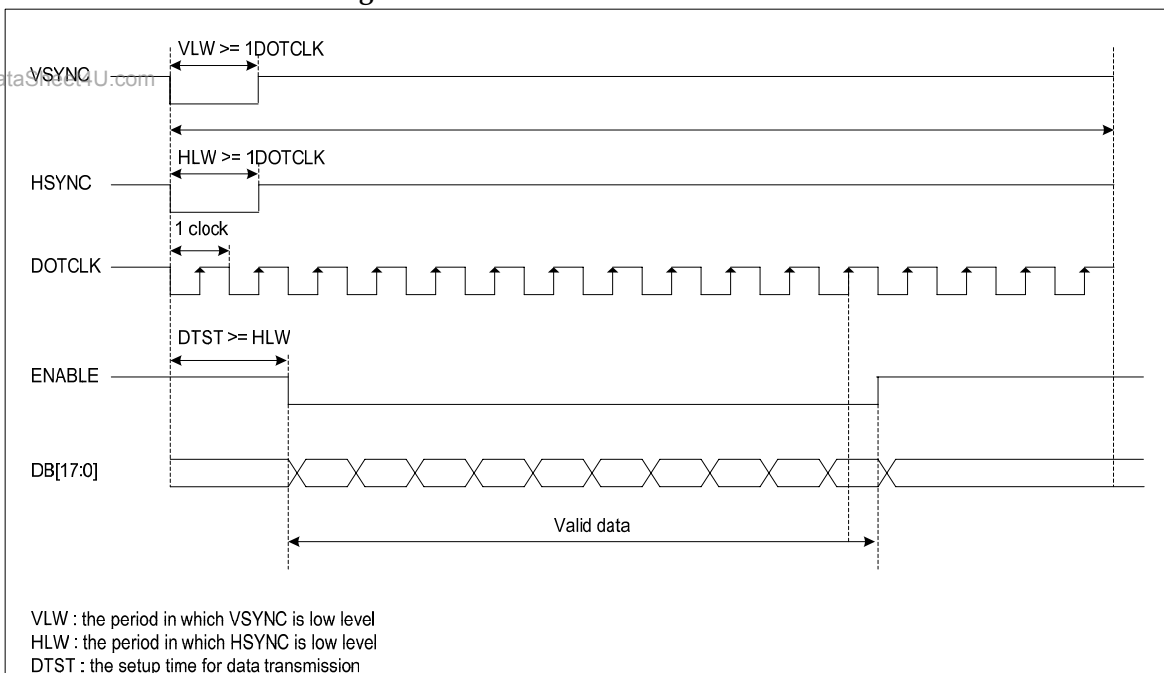 VLW >= 1DOTCLK
VSYNC
ataSheet4U.com
HLW >= 1DOTCLK
HSYNC
1 clock
DOTCLK
DTST >= HLW
ENABLE
DB[17:0]
Valid data
VLW : the period in which VSYNC is low level
HLW : the period in which HSYNC is low level
DTST : the setup time for data transmission